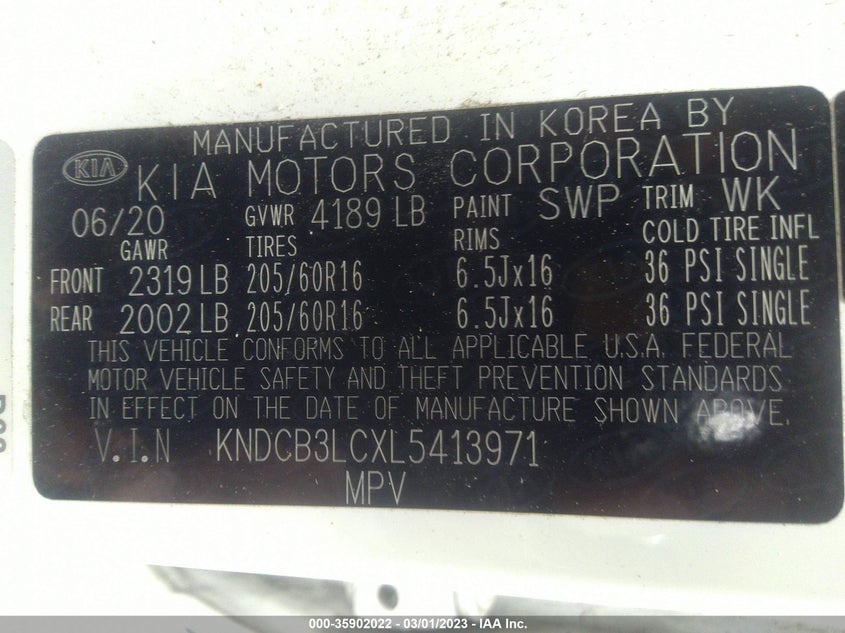 MANUFACTURED IN KOREA BY
KIA KIA MOTORS CORPORATION
06/20 GVWR 4189 LB PAINT SWP TRIM WK
GAWR TIRES RIMS COLD TIRE INFL
FRONT 2319 LB 205/60R16 6.5Jx16 36 PSI SINGLE
REAR 2002 LB 205/60R16 6.5Jx16 36 PSI SINGLE
THIS VEHICLE CONFORMS TO ALL APPLICABLE U.S.A. FEDERAL
MOTOR VEHICLE SAFETY AND THEFT PREVENTION STANDARDS
IN EFFECT ON THE DATE OF MANUFACTURE SHOWN ABOVE.
V.I.N KNDCB3LCXL5413971
MPV
000-35902022 - 03/01/2023 - IAA Inc.